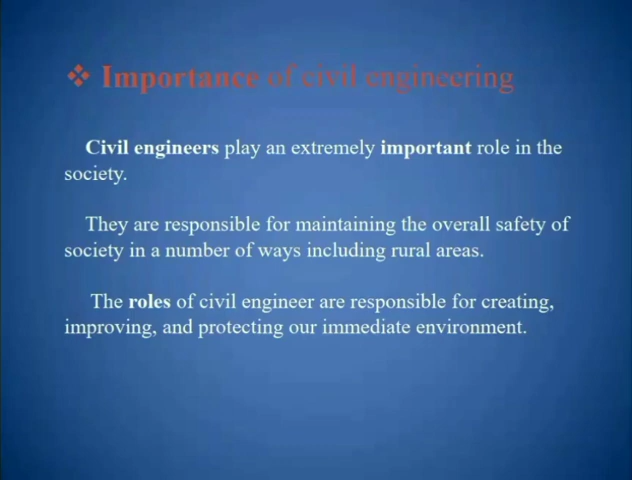 ❖ Importance of civil engineering
Civil engineers play an extremely important role in the
society.
They are responsible for maintaining the overall safety of
society in a number of ways including rural areas.
The roles of civil engineer are responsible for creating,
improving, and protecting our immediate environment.